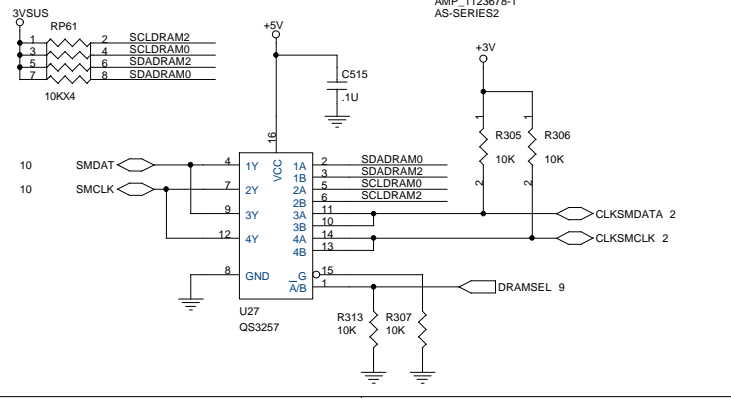 AMP_1123678-1
AS-SERIES2
3VSUS
RP61
1 2 SCLDRAM2
3 4 SCLDRAM0
5 6 SDADRAM2
7 8 SDADRAM0
10KX4
+5V
C515
.1U
+3V
1 1
R305 R306
10K 10K
2 2
16
VCC
10 SMDAT 4 1Y
10 SMCLK 7 2Y
9 3Y
12 4Y
8 GND
1A 2 SDADRAM0
1B 3 SDADRAM2
2A 5 SCLDRAM0
2B 6 SCLDRAM2
3A 11 CLKSMDATA 2
3B 10
4A 14 CLKSMCLK 2
4B 13
G 15
A/B 1 DRAMSEL 9
U27
QS3257
R313 R307
10K 10K